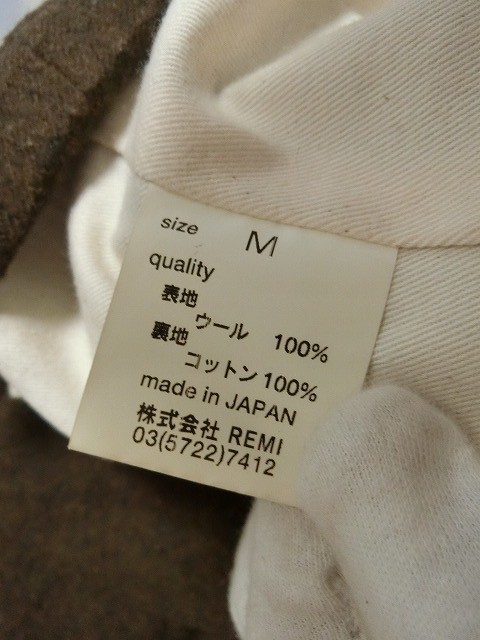 size M
quality
表地
ウール 100%
裏地
コットン 100%
made in JAPAN
株式会社 REMI
03(5722)7412